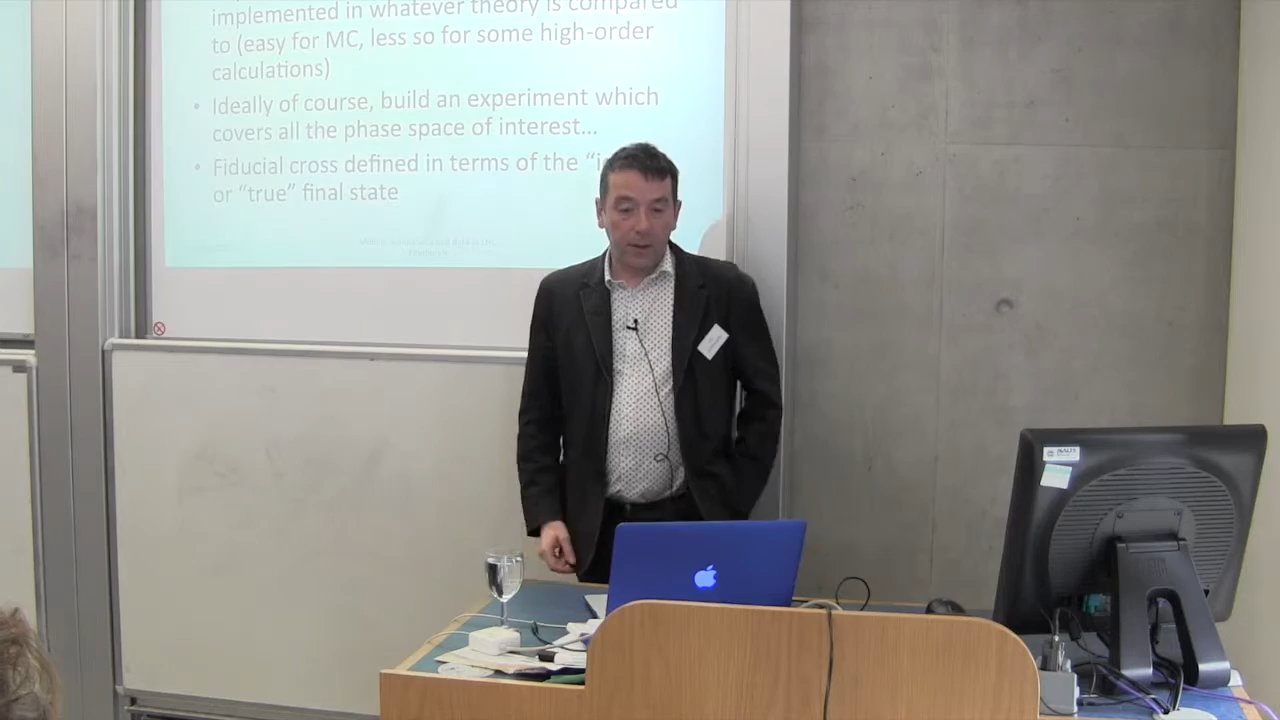 implemented in whatever theory is compared
to (easy for MC, less so for some high-order
calculations)
• Ideally of course, build an experiment which
covers all the phase space of interest...
• Fiducial cross defined in terms of the "i
or "true" final state